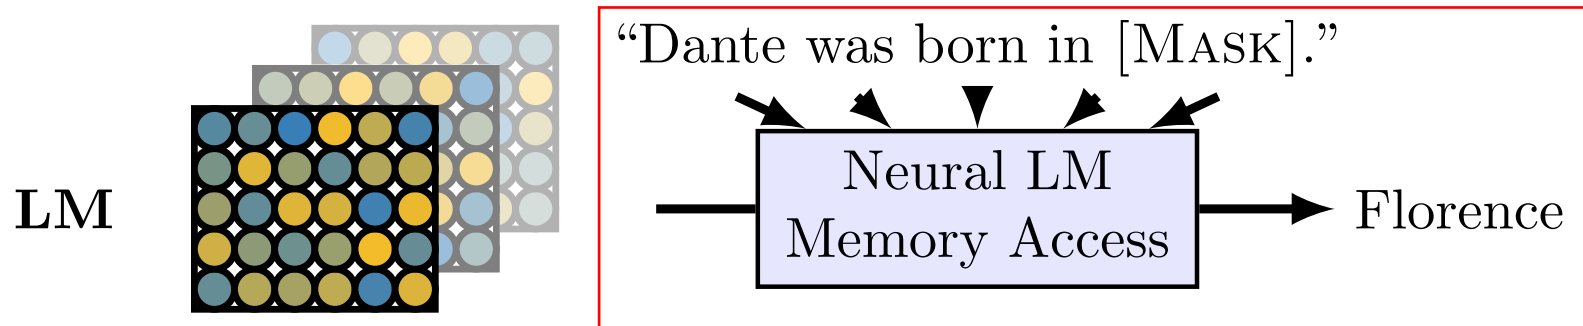 “Dante was born in [MASK].”
LM
Neural LM
Memory Access
Florence